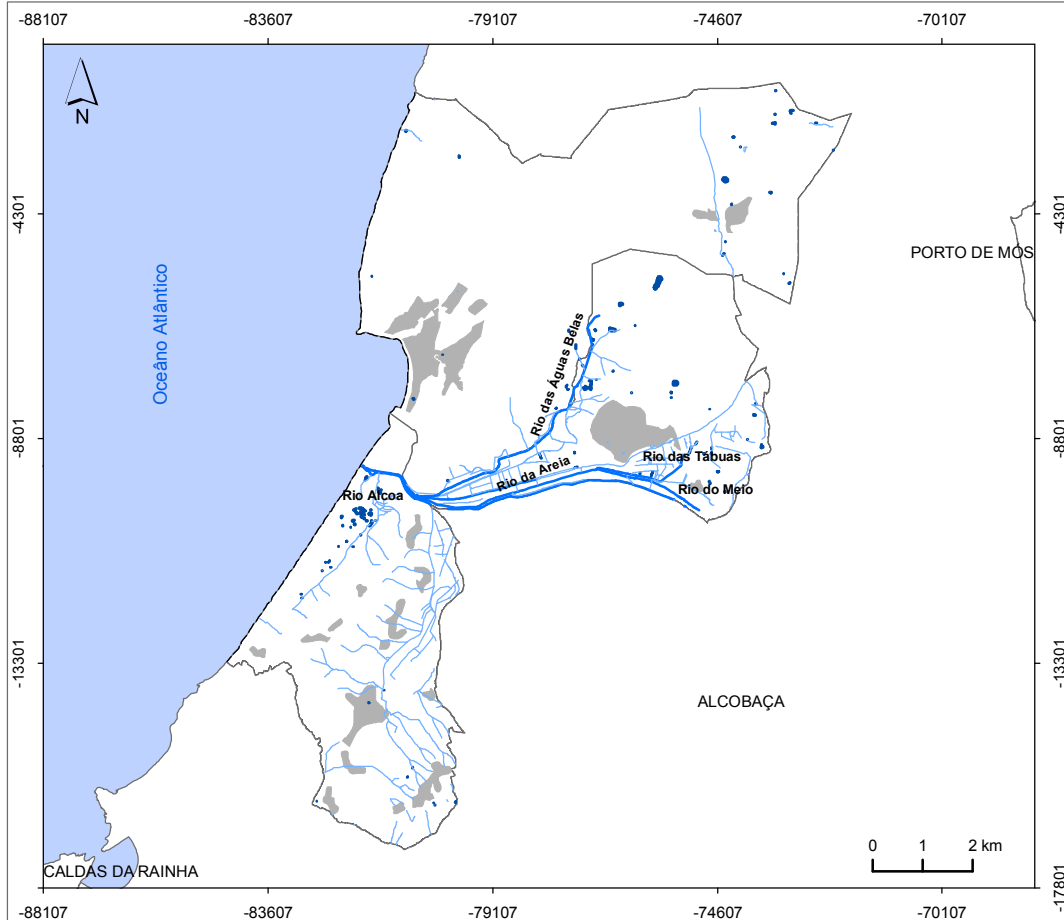 -88107 -83607 -79107 -74607 -70107
N
-4301 -4301
PORTO DE MÓS
Oceâno Atlântico
Rio das Águas Bélas
-8801 -8801
Rio das Tábuas
Rio da Areia
Rio do Meio
Rio Alcoa
-13301 -13301
ALCOBAÇA
0 1 2 km
CALDAS DA RAINHA
-17801
-88107 -83607 -79107 -74607 -70107